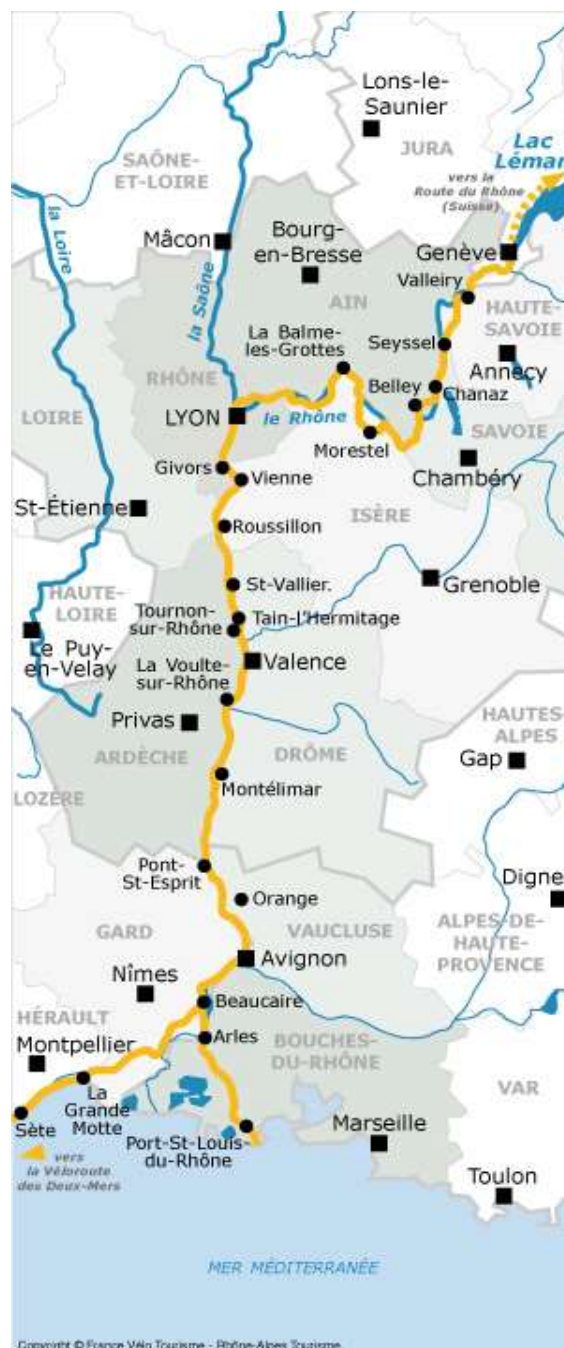 Lons-le-
Saunier
JURA
Lac
Léman
vers la
Route du Rhône
(Suisse)
SAÔNE-
ET-LOIRE
la Loire
Mâcon
la Saône
Bourg-
en-Bresse
Genève
Valleiry
AIN
HAUTE-
SAVOIE
La Balme-
les-Grottes
Seyssel
Annecy
RHÔNE
Belley
Chanaz
LOIRE
LYON
le Rhône
SAVOIE
Morestel
Chambéry
Givors
Vienne
St-Étienne
ISÈRE
Roussillon
HAUTE-
LOIRE
St-Vallier.
Grenoble
Tournon-
sur-Rhône
Tain-l'Hermitage
Le Puy-
en-Velay
La Voulte-
sur-Rhône
Valence
Privas
HAUTES-
ALPES
ARDÈCHE
DRÔME
Gap
LOZÈRE
Montélimar
Pont-
St-Esprit
Orange
Digne
GARD
VAUCLUSE
ALPES-DE-
HAUTE-
PROVENCE
Avignon
Nîmes
Beaucaire
HÉRAULT
Arles
Montpellier
BOUCHES-
DU-RHÔNE
VAR
La
Grande
Motte
Sète
Port-St-Louis-
du-Rhône
Marseille
vers
la Véloroute
des Deux-Mers
Toulon
MER MÉDITERRANÉE
Copyright © France Vélo Tourisme - Rhône-Alpes Tourisme